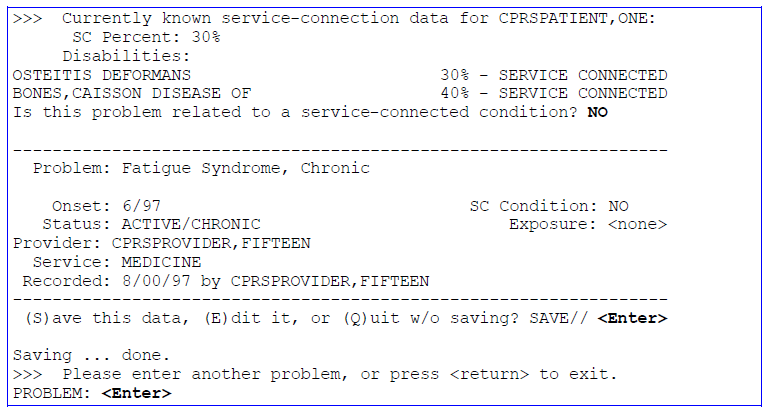 >>>  Currently known service-connection data for CPRSPATIENT,ONE:
      SC Percent: 30%
     Disabilities:
OSTEITIS DEFORMANS                          30% - SERVICE CONNECTED
BONES,CAISSON DISEASE OF                    40% - SERVICE CONNECTED
Is this problem related to a service-connected condition? NO
-------------------------------------------------------------------
  Problem: Fatigue Syndrome, Chronic
    Onset: 6/97                                SC Condition: NO
   Status: ACTIVE/CHRONIC                          Exposure: <none>
Provider: CPRSPROVIDER,FIFTEEN
  Service: MEDICINE
 Recorded: 8/00/97 by CPRSPROVIDER,FIFTEEN
-------------------------------------------------------------------
 (S)ave this data, (E)dit it, or (Q)uit w/o saving? SAVE// <Enter>
Saving ... done.
>>>  Please enter another problem, or press <return> to exit.
PROBLEM: <Enter>